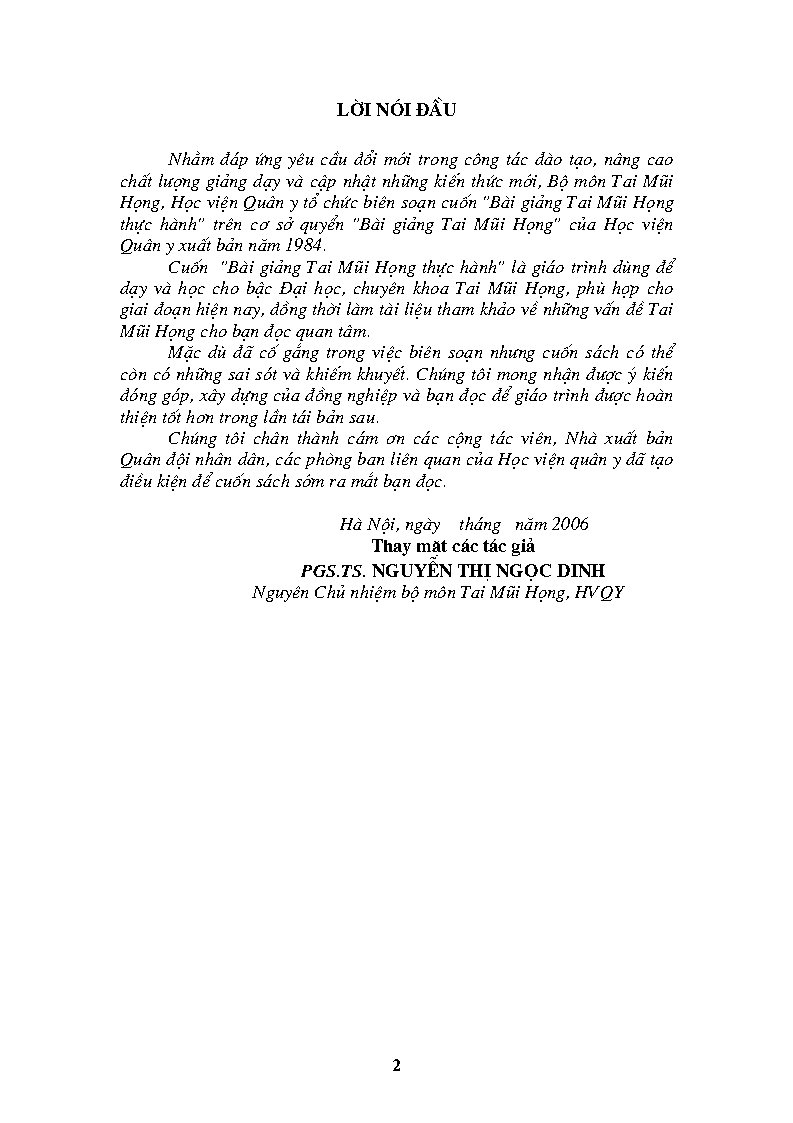 LỜI NÓI ĐẦU
Nhằm đáp ứng yêu cầu đổi mới trong công tác đào tạo, nâng cao
chất lượng giảng dạy và cập nhật những kiến thức mới, Bộ môn Tai Mũi
Họng, Học viện Quân y tổ chức biên soạn cuốn "Bài giảng Tai Mũi Họng
thực hành" trên cơ sở quyển "Bài giảng Tai Mũi Họng" của Học viện
Quân y xuất bản năm 1984.
Cuốn "Bài giảng Tai Mũi Họng thực hành" là giáo trình dùng để
dạy và học cho bậc Đại học, chuyên khoa Tai Mũi Họng, phù hợp cho
giai đoạn hiện nay, đồng thời làm tài liệu tham khảo về những vấn đề Tai
Mũi Họng cho bạn đọc quan tâm.
Mặc dù đã cố gắng trong việc biên soạn nhưng cuốn sách có thể
còn có những sai sót và khiếm khuyết. Chúng tôi mong nhận được ý kiến
đóng góp, xây dựng của đồng nghiệp và bạn đọc để giáo trình được hoàn
thiện tốt hơn trong lần tái bản sau.
Chúng tôi chân thành cám ơn các cộng tác viên, Nhà xuất bản
Quân đội nhân dân, các phòng ban liên quan của Học viện quân y đã tạo
điều kiện để cuốn sách sớm ra mắt bạn đọc.
Hà Nội, ngày tháng năm 2006
Thay mặt các tác giả
PGS.TS. NGUYỄN THỊ NGỌC DINH
Nguyên Chủ nhiệm bộ môn Tai Mũi Họng, HVQY
2